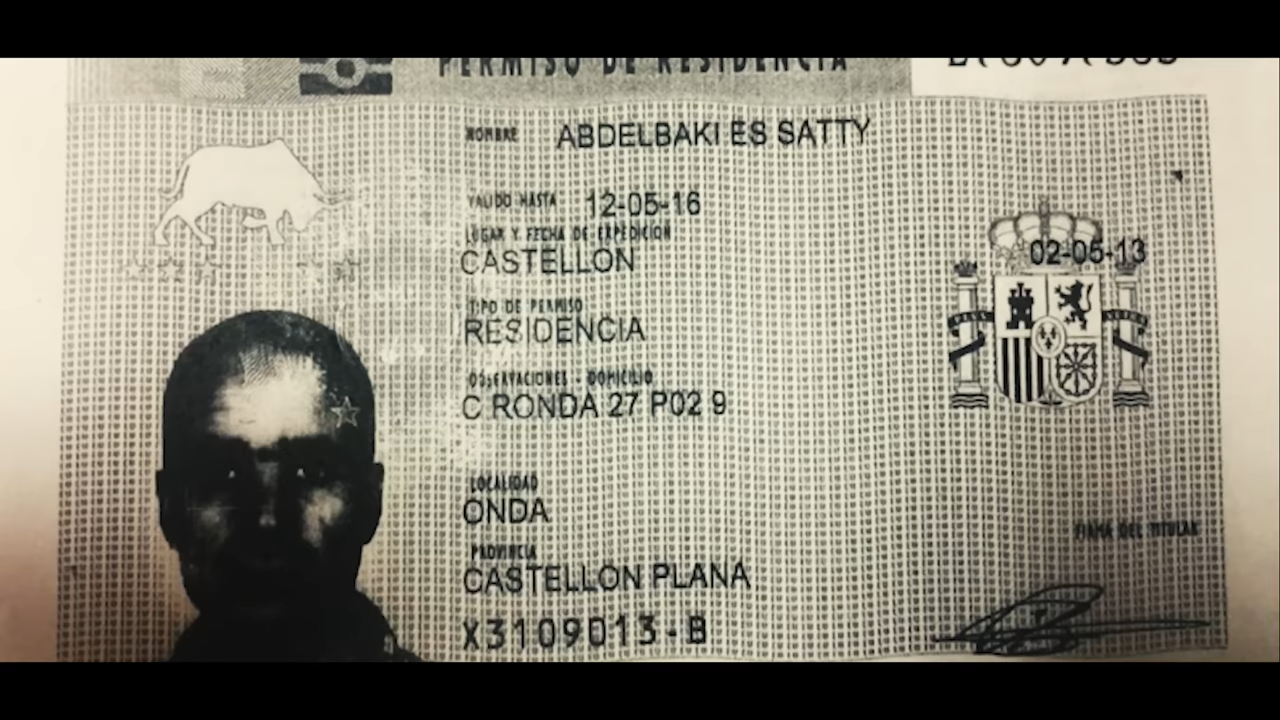 PERMISO DE RESIDENCIA
NOMBRE ABDELBAKI ES SATTY
VALIDO HASTA 12-05-16
LUGAR Y FECHA DE EXPEDICION
CASTELLON 02-05-13
TIPO DE PERMISO
RESIDENCIA
OBSERVACIONES - DOMICILIO
C RONDA 27 P02 9
LOCALIDAD
ONDA
FIRMA DEL TITULAR
PROVINCIA
CASTELLON PLANA
X3109013-B